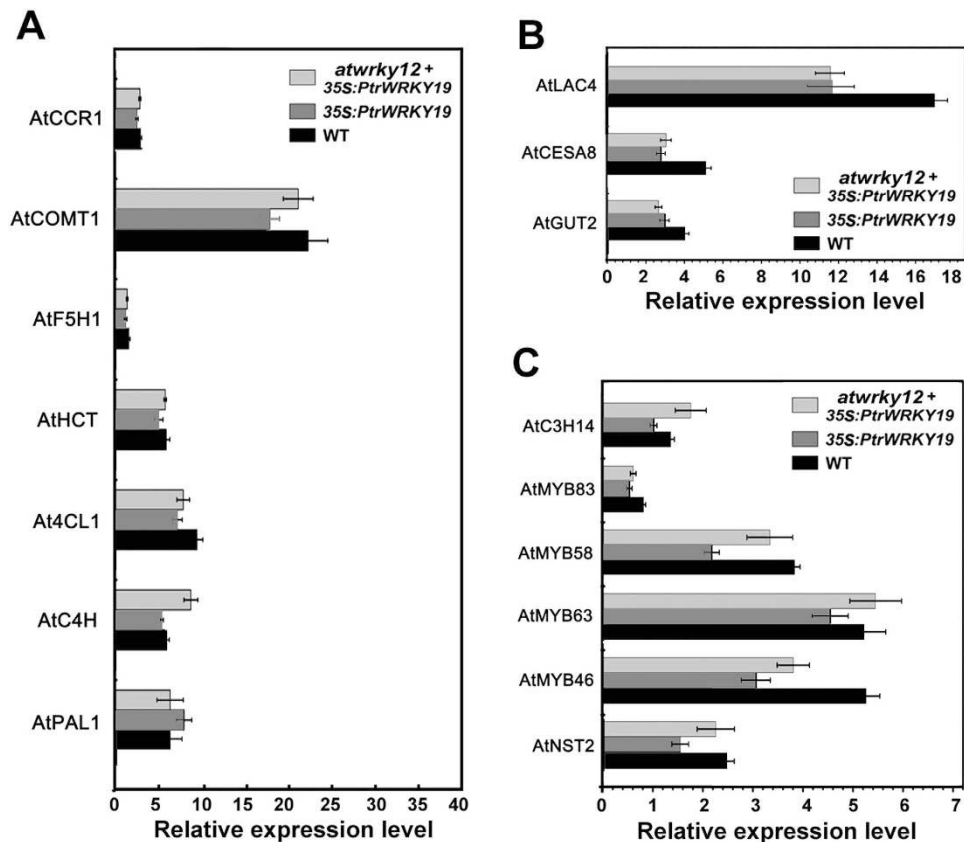 A
atwrky12 +
35S:PtrWRKY19
35S:PtrWRKY19
WT
AtCCR1
AtCOMT1
AtF5H1
AtHCT
At4CL1
AtC4H
AtPAL1
0 5 10 15 20 25 30 35 40
Relative expression level
B
AtLAC4
AtCESA8
AtGUT2
atwrky12 +
35S:PtrWRKY19
35S:PtrWRKY19
WT
0 2 4 6 8 10 12 14 16 18
Relative expression level
C
atwrky12 +
35S:PtrWRKY19
35S:PtrWRKY19
WT
AtC3H14
AtMYB83
AtMYB58
AtMYB63
AtMYB46
AtNST2
0 1 2 3 4 5 6 7
Relative expression level